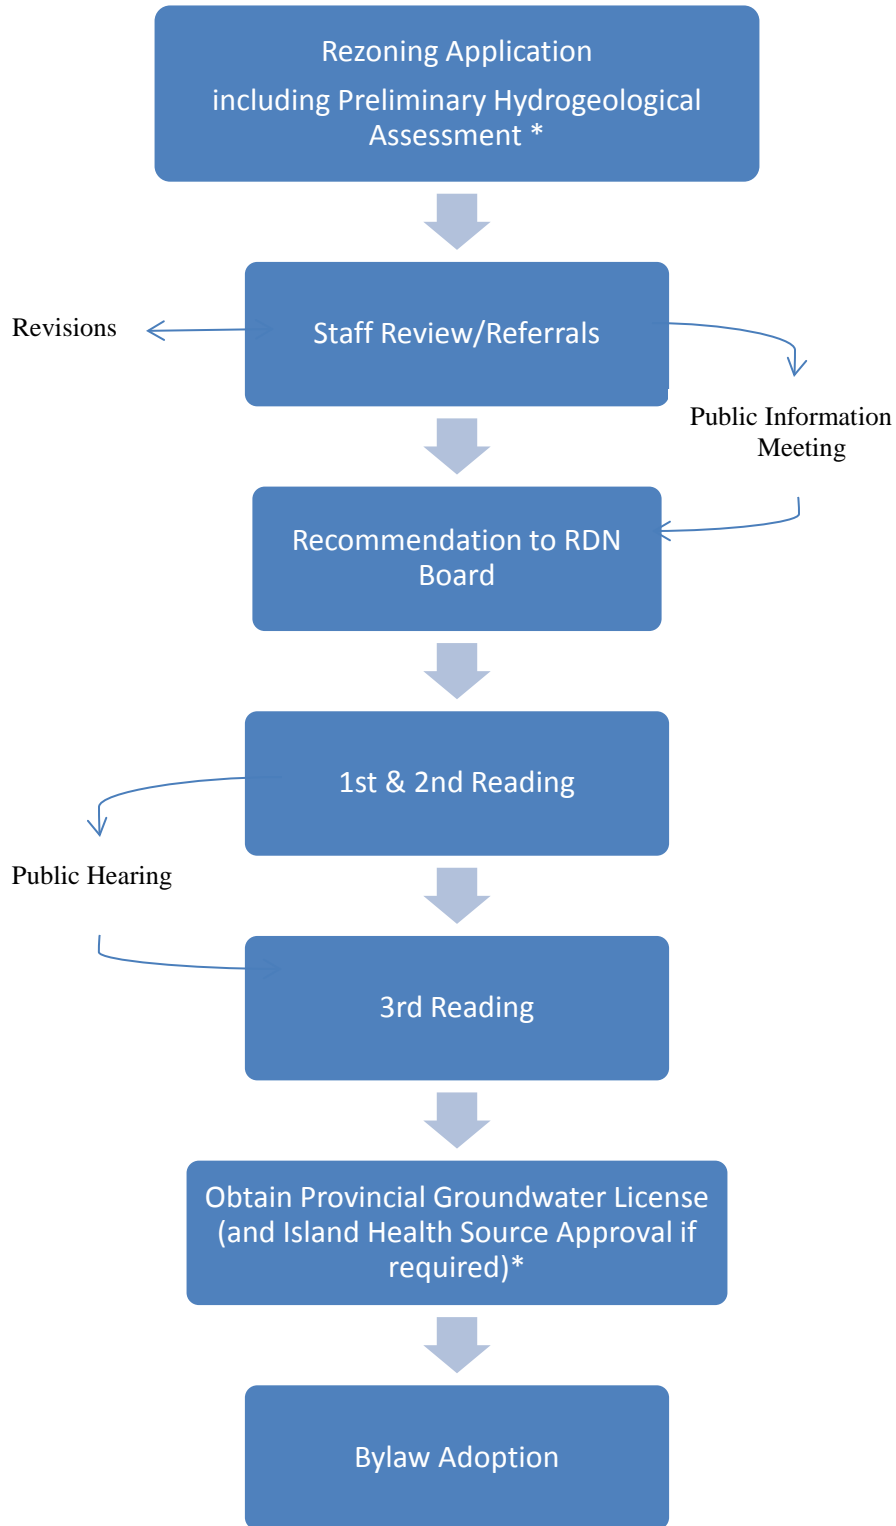 Rezoning Application
including Preliminary Hydrogeological
Assessment *
Revisions
Staff Review/Referrals
Public Information
Meeting
Recommendation to RDN
Board
1st & 2nd Reading
Public Hearing
3rd Reading
Obtain Provincial Groundwater License
(and Island Health Source Approval if
required)*
Bylaw Adoption